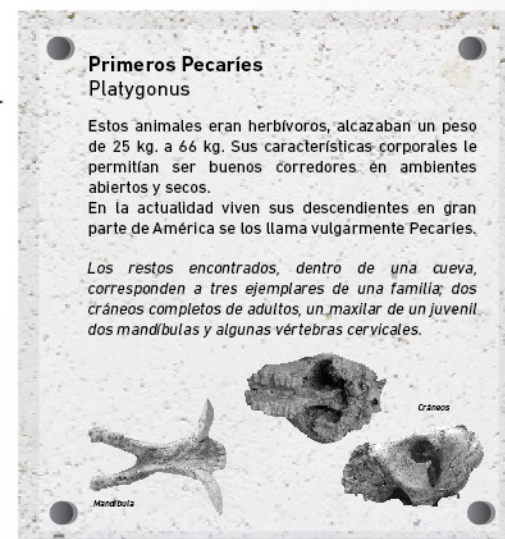 Primeros Pecaríes
Platygonus
Estos animales eran herbívoros, alcazaban un peso
de 25 kg. a 66 kg. Sus características corporales le
permitían ser buenos corredores en ambientes
abiertos y secos.
En la actualidad viven sus descendientes en gran
parte de América se los llama vulgarmente Pecaríes.
Los restos encontrados, dentro de una cueva,
corresponden a tres ejemplares de una familia; dos
cráneos completos de adultos, un maxilar de un juvenil
dos mandíbulas y algunas vértebras cervicales.
Cráneos
Mandíbula